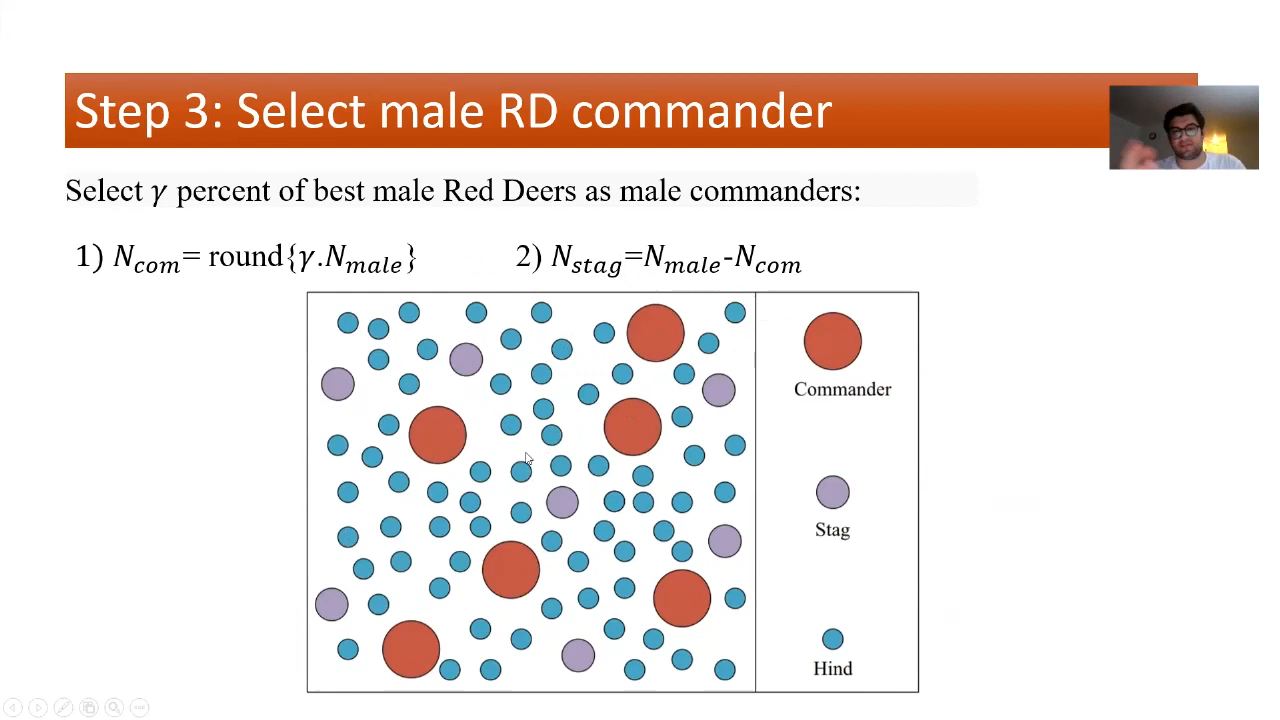 Step 3: Select male RD commander
Select γ percent of best male Red Deers as male commanders:
1) N_com= round{γ.N_male}
2) N_stag=N_male-N_com
Commander
Stag
Hind